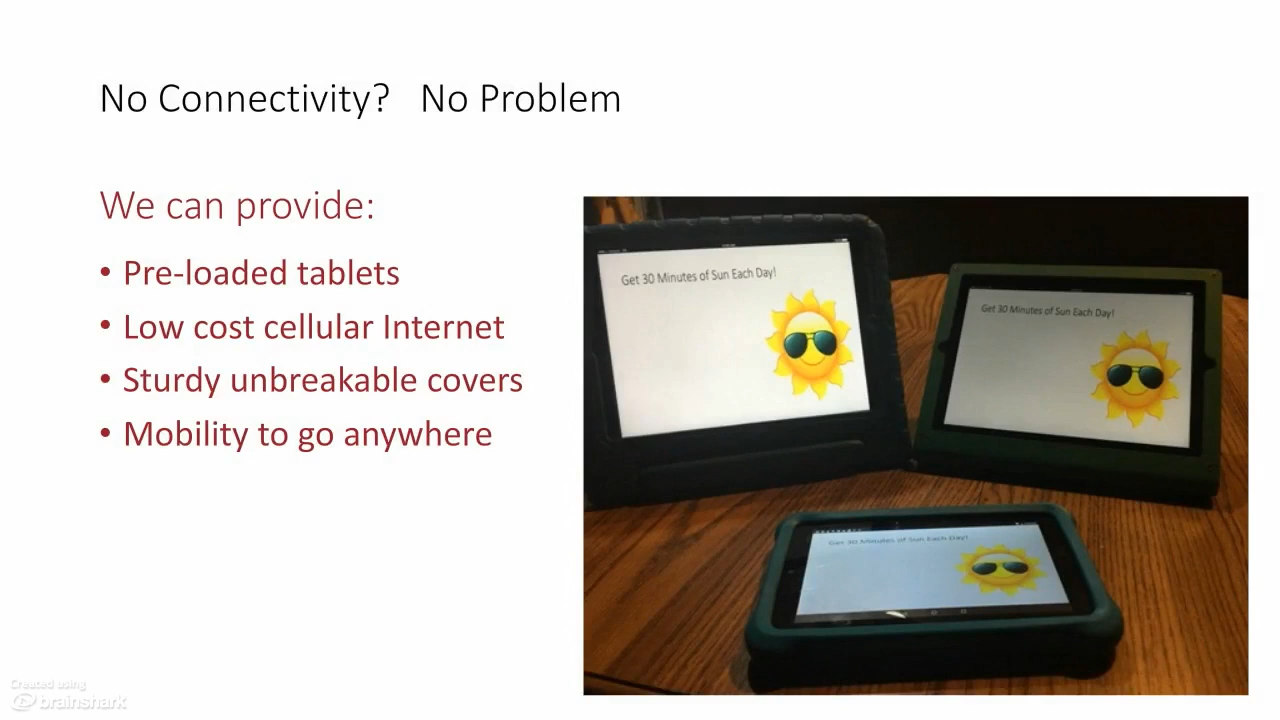 No Connectivity? No Problem
We can provide:
• Pre-loaded tablets
• Low cost cellular Internet
• Sturdy unbreakable covers
• Mobility to go anywhere
Get 30 Minutes of Sun Each Day!
Get 30 Minutes of Sun Each Day!
Get 30 Minutes of Sun Each Day!
Created using
brainshark